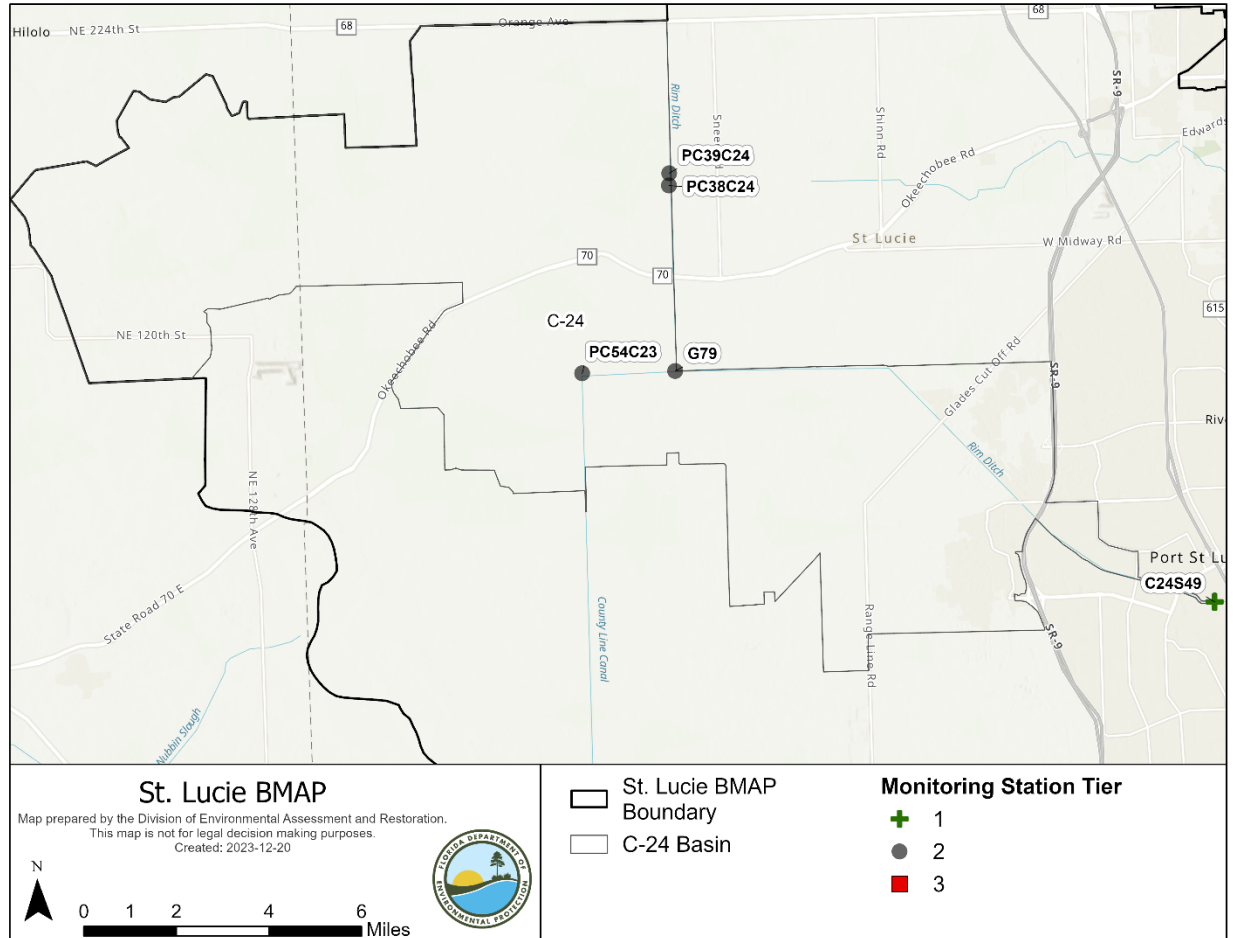 Hilolo
NE 224th St
68
Orange Ave
68
Rim Ditch
Shinn Rd
SR-9
Edwards
PC39C24
PC38C24
Okeechobee Rd
St Lucie
W Midway Rd
70
70
615
NE 120th St
C-24
PC54C23
G79
Okeechobee Rd
Glades Cut Off Rd
SR-9
Rim Ditch
NE 128th Ave
Port St Lu
C24S49
State Road 70 E
County Line Canal
Range Line Rd
SR-9
Nubbin Slough
St. Lucie BMAP
Map prepared by the Division of Environmental Assessment and Restoration.
This map is not for legal decision making purposes.
Created: 2023-12-20
N
0 1 2 4 6
Miles
FLORIDA DEPARTMENT OF
ENVIRONMENTAL PROTECTION
St. Lucie BMAP
Boundary
C-24 Basin
Monitoring Station Tier
1
2
3